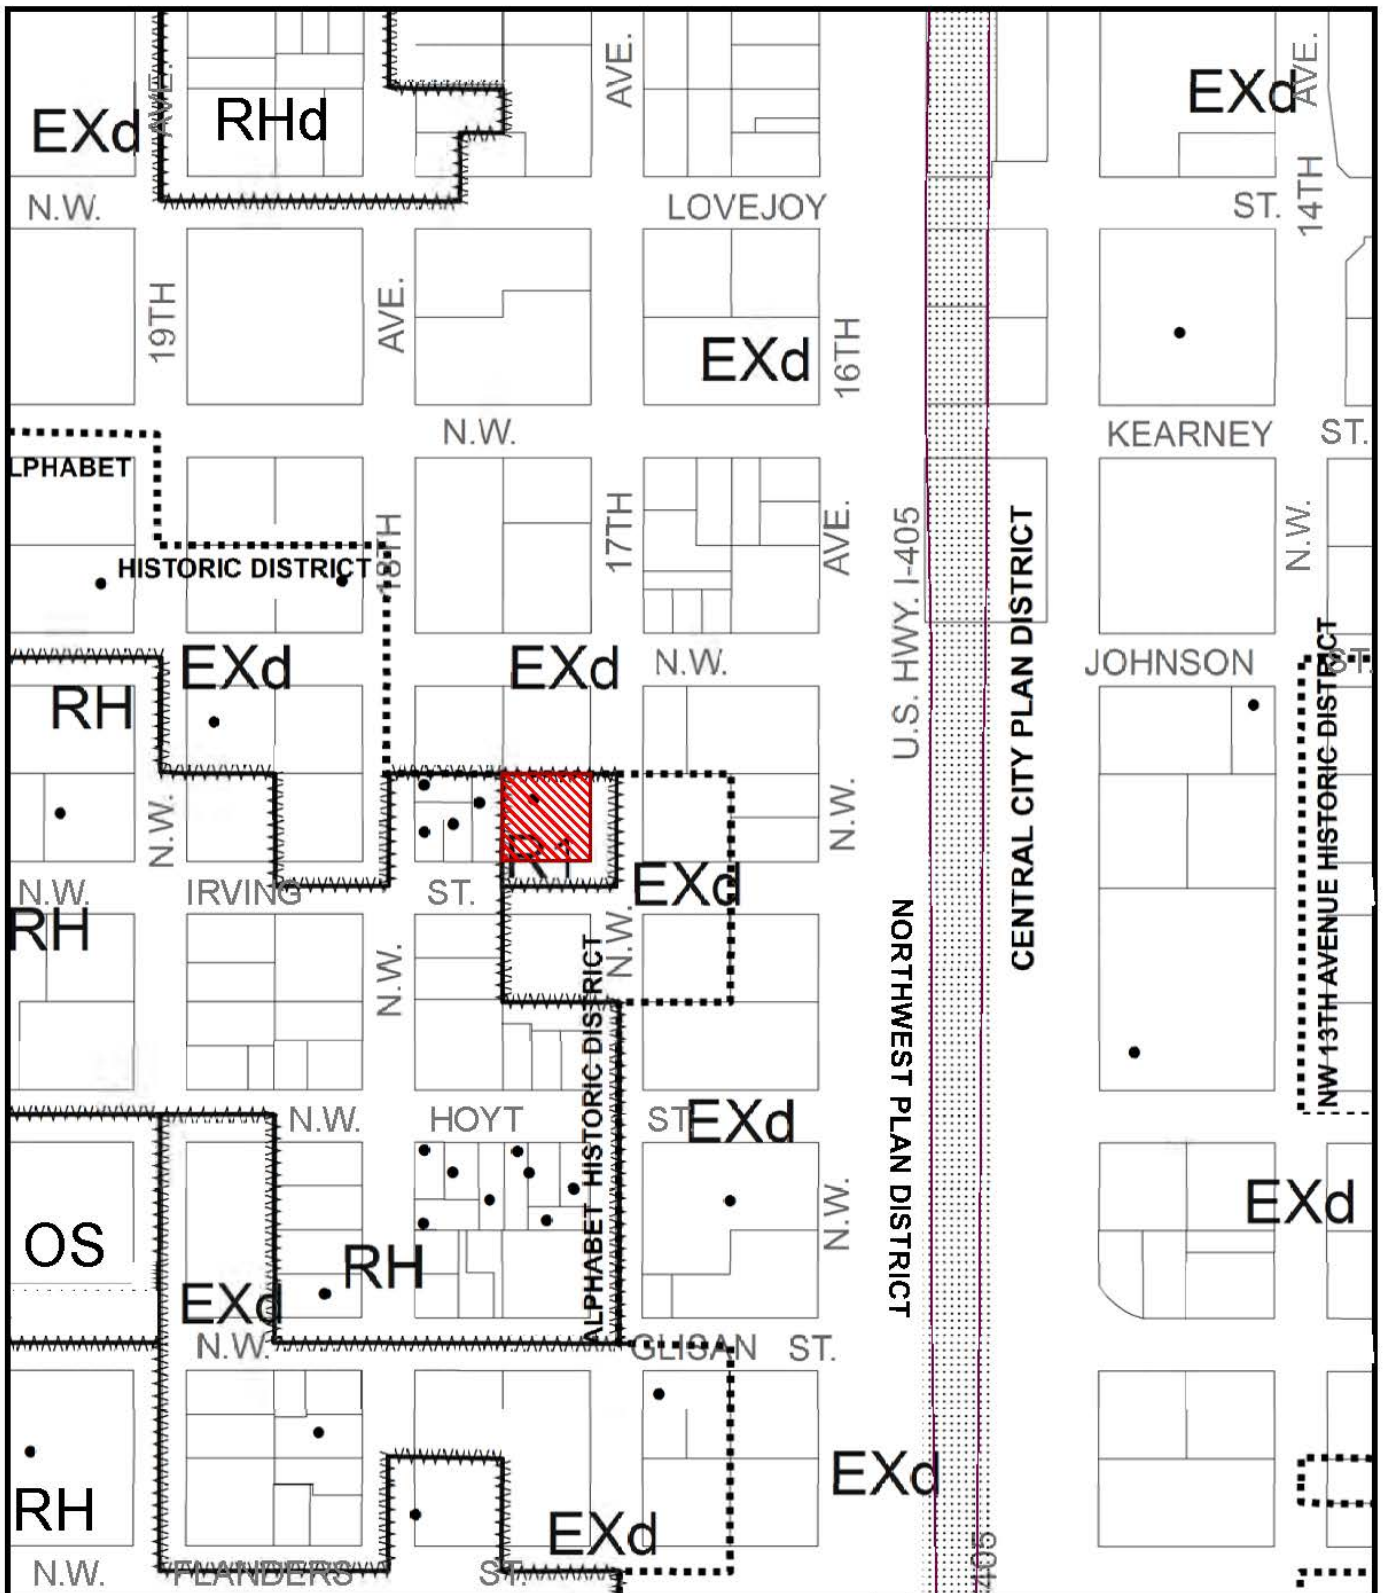 AVE.
AVE.
AVE.
EXd
RHd
EXd
14TH
N.W.
LOVEJOY
ST.
19TH
AVE.
16TH
EXd
N.W.
KEARNEY
ST.
LPHABET
HISTORIC DISTRICT
18TH
17TH
AVE.
U.S. HWY. I-405
CENTRAL CITY PLAN DISTRICT
N.W.
EXd
EXd
N.W.
JOHNSON
ST.
RH
NW 13TH AVENUE HISTORIC DISTRICT
N.W.
N.W.
R1
EXd
N.W.
IRVING
ST.
RH
N.W.
N.W.
ALPHABET HISTORIC DISTRICT
NORTHWEST PLAN DISTRICT
N.W.
HOYT
ST.
EXd
N.W.
EXd
OS
RH
EXd
N.W.
GLISAN
ST.
EXd
RH
EXd
N.W.
FLANDERS
ST.
405